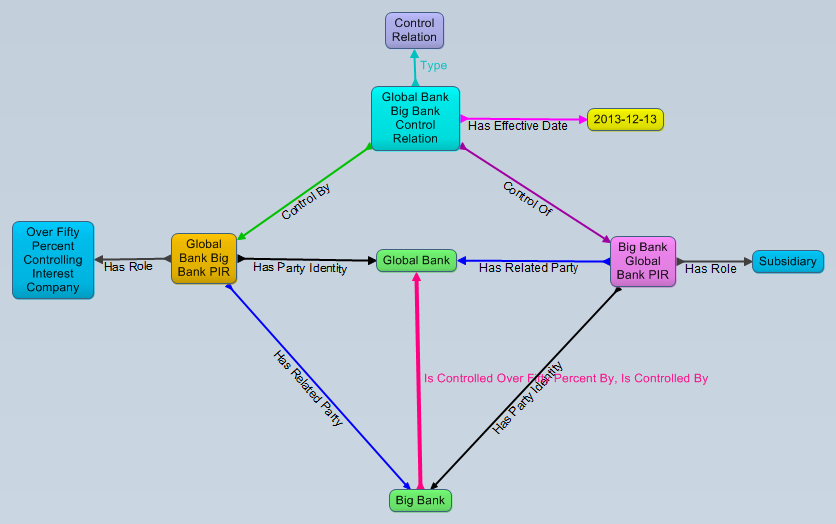 Control
Relation
Type
Global Bank
Big Bank
Control
Relation
Has Effective Date
2013-12-13
Control By
Control Of
Over Fifty
Percent
Controlling
Interest
Company
Has Role
Global
Bank Big
Bank PIR
Has Party Identity
Global Bank
Has Related Party
Big Bank
Global
Bank PIR
Has Role
Subsidiary
Has Related Party
Is Controlled Over Fifty Percent By, Is Controlled By
Has Party Identity
Big Bank